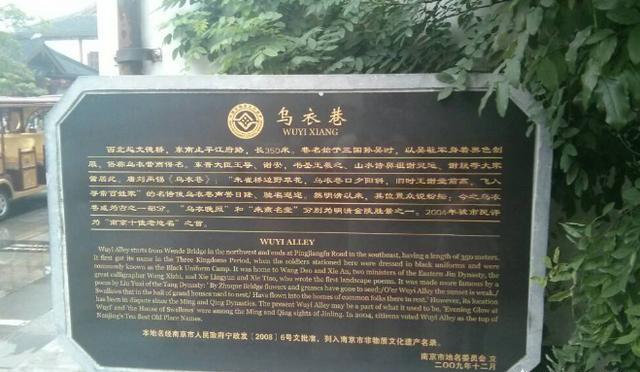 乌衣巷
WUYI XIANG
西北起文德桥，东南止平江府路，长350米。巷名始于三国孙吴时，以吴驻军身着黑色制
服，俗称乌衣营而得名。东晋大臣王导、谢安，书圣王羲之、山水诗鼻祖谢灵运、谢朓等大家
曾居此。唐刘禹锡《乌衣巷》：“朱雀桥边野草花，乌衣巷口夕阳斜，旧时王谢堂前燕，飞入
寻常百姓家”的名诗使乌衣巷声誉日隆，驰名遐迩。然明清以来，其位置众说纷纭；今之乌衣
巷或为古之一部分。“乌衣晚照”和“来燕名堂”分别为明清金陵胜景之一。2004年被市民评
为“南京十佳老地名”之首。
WUYI ALLEY
Wuyi Alley starts from Wende Bridge in the northwest and ends at Pingjiangfu Road in the southeast, having a length of 350 meters.
It first got its name in the Three Kingdoms Period, when the soldiers stationed here were dressed in black uniforms and were
commonly known as the Black Uniform Camp. It was home to Wang Dao and Xie An, two ministers of the Eastern Jin Dynasty, the
great calligrapher Wang Xizhi, and Xie Lingyun and Xie Tiao, who wrote the first landscape poems. It was made more famous by a
poem by Liu Yuxi of the Tang Dynasty: 'By Zhuque Bridge flowers and grasses have gone to seed;/O'er Wuyi Alley the sunset is weak./
Swallows that in the hall of grand houses used to nest;/ Have flown into the homes of common folks there to rest.' However, its location
has been in dispute since the Ming and Qing Dynasties. The present Wuyi Alley may be a part of what it used to be. 'Evening Glow at
Wuyi' and 'the House of Swallows' were among the Ming and Qing sights of Jinling. In 2004, citizens voted Wuyi Alley as the top of
Nanjing's Ten Best Old Place Names.
本地名经南京市人民政府宁政发〔2008〕6号文批准，列入南京市非物质文化遗产名录。
南京市地名委员会 立
二〇〇九年十二月